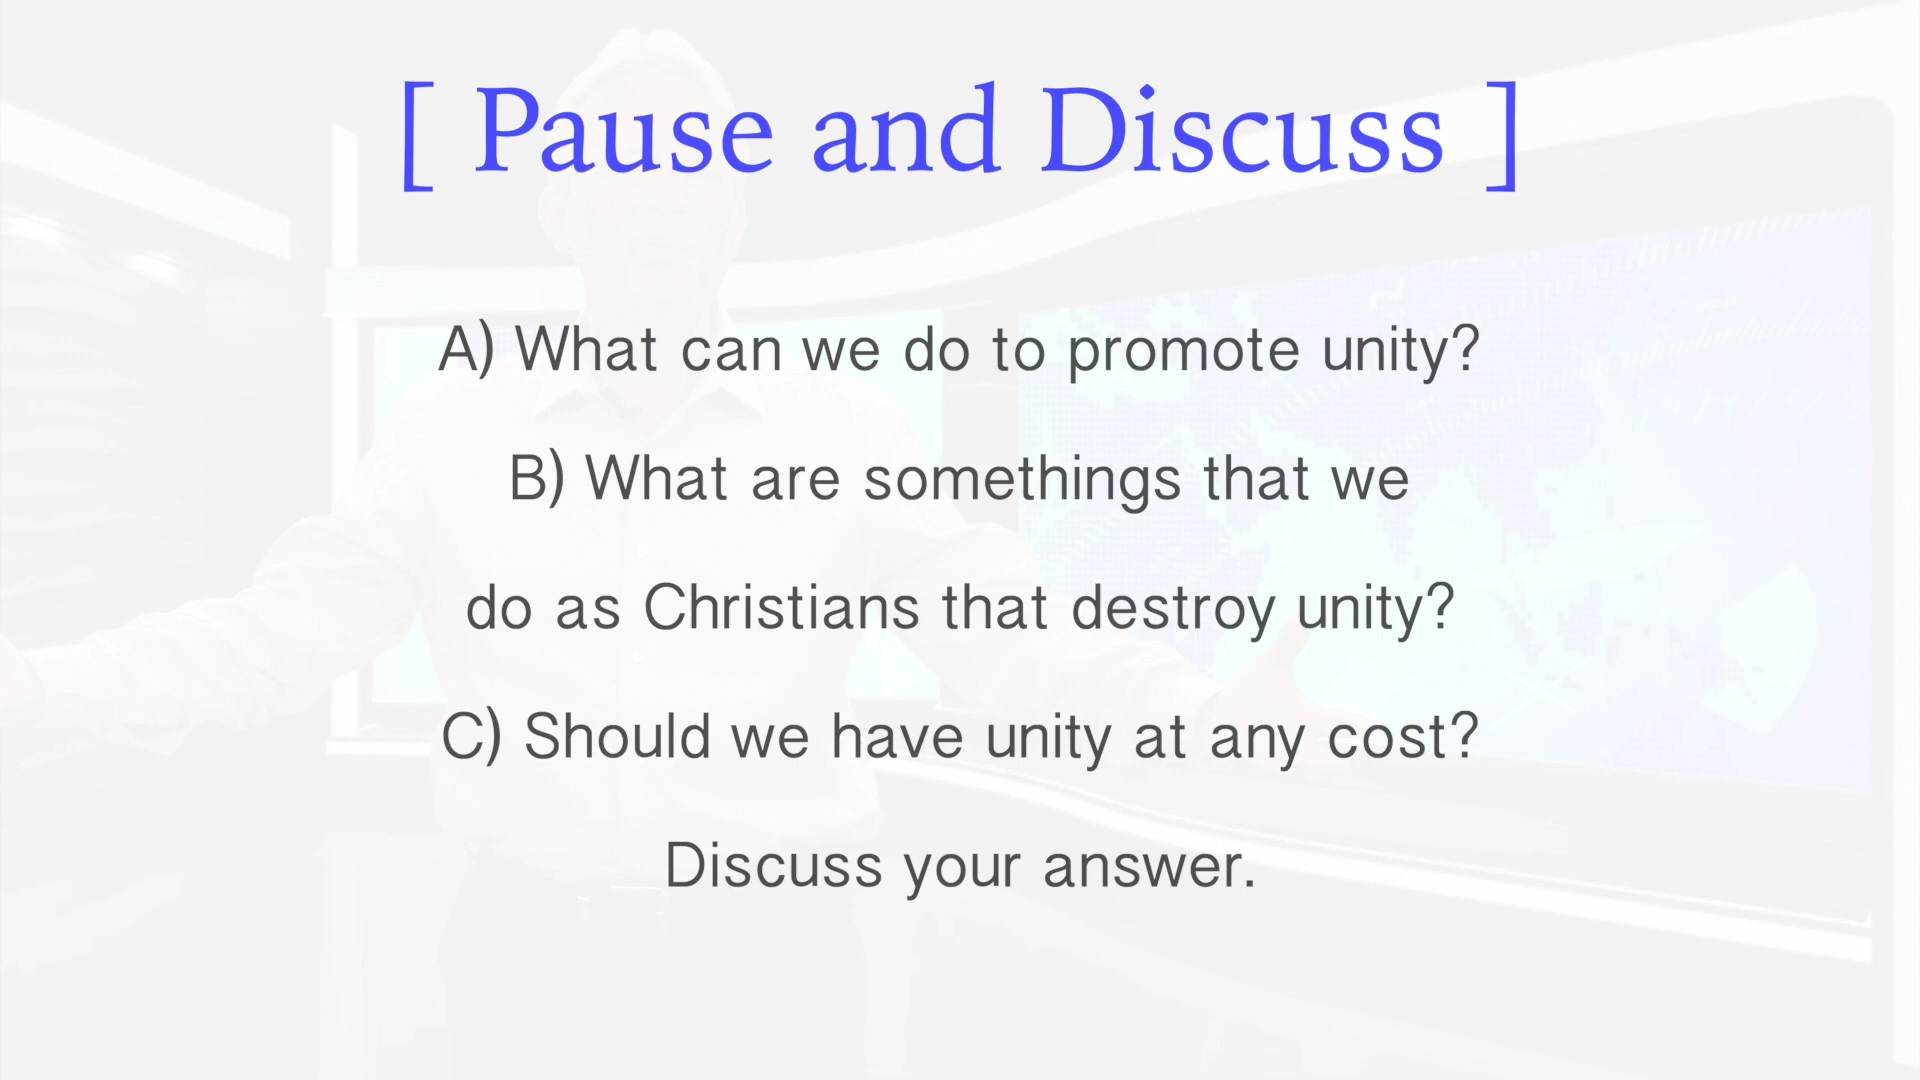 [ Pause and Discuss ]
A) What can we do to promote unity?
B) What are somethings that we
do as Christians that destroy unity?
C) Should we have unity at any cost?
Discuss your answer.